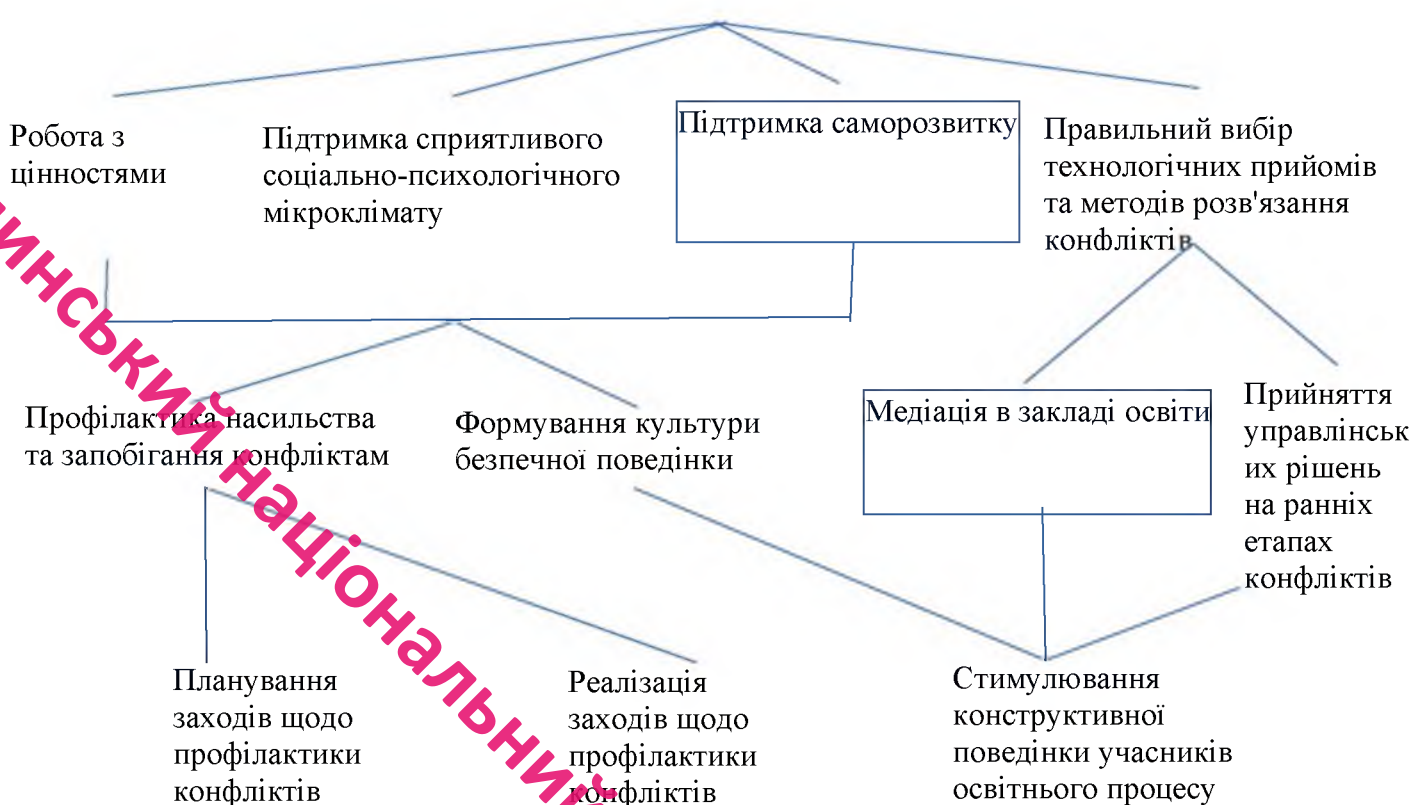 Робота з
цінностями
Підтримка сприятливого
соціально-психологічного
мікроклімату
Підтримка саморозвитку
Правильний вибір
технологічних прийомів
та методів розв'язання
конфліктів
Профілактика насильства
та запобігання конфліктам
Формування культури
безпечної поведінки
Медіація в закладі освіти
Прийняття
управлінськ
их рішень
на ранніх
етапах
конфліктів
Планування
заходів щодо
профілактики
конфліктів
Реалізація
заходів щодо
профілактики
конфліктів
Стимулювання
конструктивної
поведінки учасників
освітнього процесу
національний